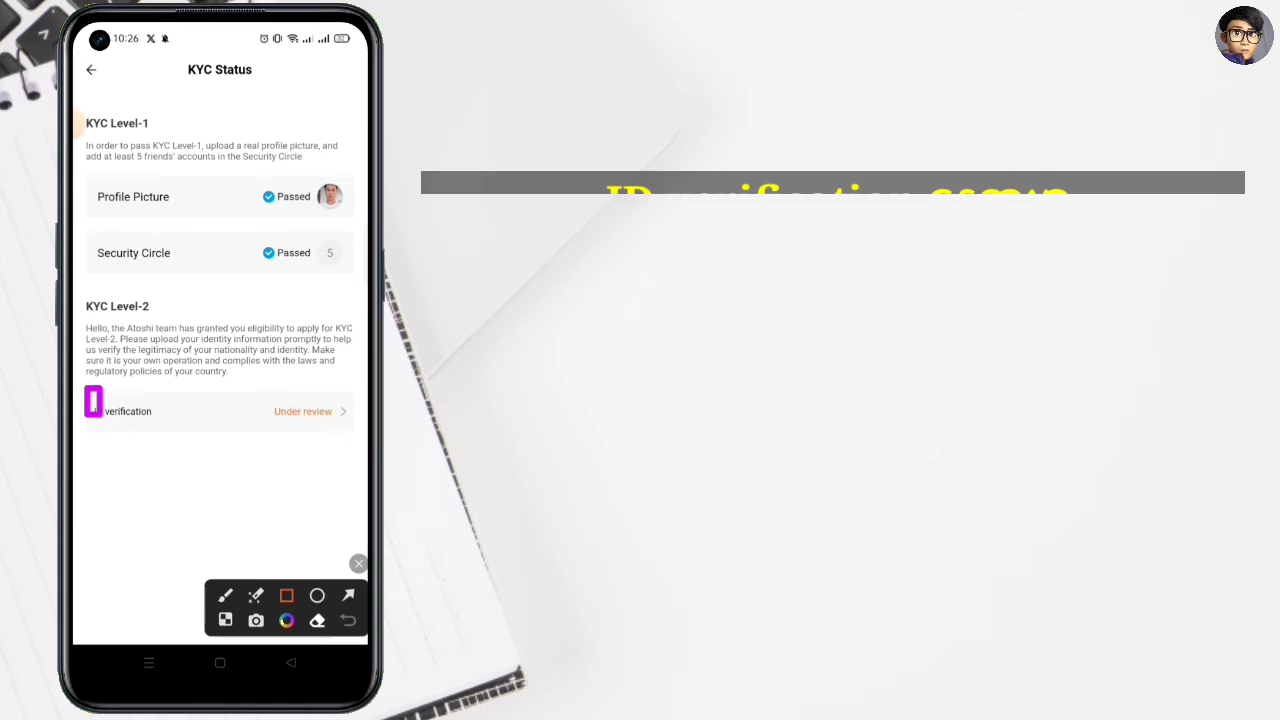 10:26
KYC Status
KYC Level-1
In order to pass KYC Level-1, upload a real profile picture, and
add at least 5 friends' accounts in the Security Circle
Profile Picture
Passed
Security Circle
Passed
5
KYC Level-2
Hello, the Atoshi team has granted you eligibility to apply for KYC
Level-2. Please upload your identity information promptly to help
us verify the legitimacy of your nationality and identity. Make
sure it is your own operation and complies with the laws and
regulatory policies of your country.
verification
Under review
ID verification